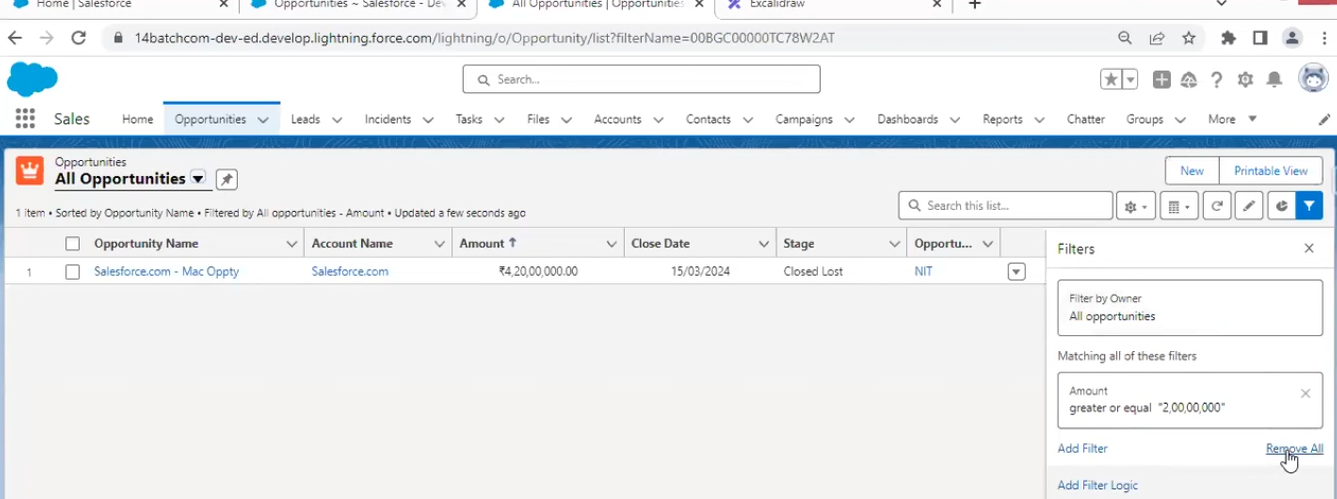 Home | Salesforce
Opportunities ~ Salesforce - Dev
All Opportunities | Opportunities
Excalidraw
14batchcom-dev-ed.develop.lightning.force.com/lightning/o/Opportunity/list?filterName=00BGC00000TC78W2AT
Search...
Sales Home Opportunities Leads Incidents Tasks Files Accounts Contacts Campaigns Dashboards Reports Chatter Groups More
Opportunities
All Opportunities
New Printable View
1 item • Sorted by Opportunity Name • Filtered by All opportunities - Amount • Updated a few seconds ago
Search this list...
Opportunity Name Account Name Amount ↑ Close Date Stage Opportu...
1 Salesforce.com - Mac Oppty Salesforce.com ₹4,20,00,000.00 15/03/2024 Closed Lost NIT
Filters
Filter by Owner
All opportunities
Matching all of these filters
Amount
greater or equal "2,00,00,000"
Add Filter Remove All
Add Filter Logic